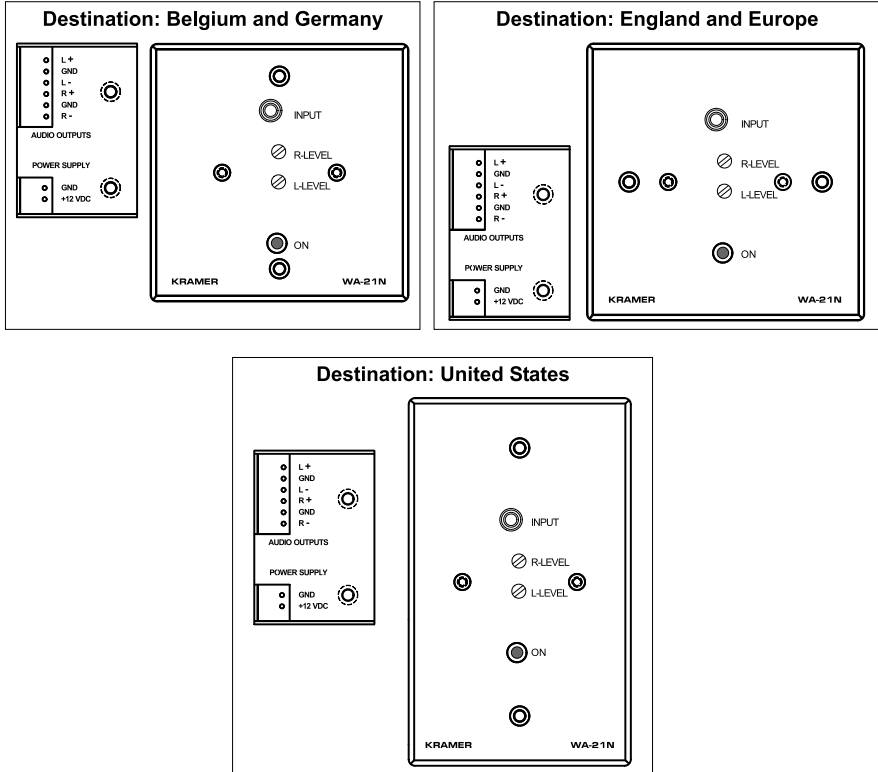 Destination: Belgium and Germany
L +
GND
L -
R +
GND
R -
AUDIO OUTPUTS
POWER SUPPLY
GND
+12 VDC
INPUT
R-LEVEL
L-LEVEL
ON
KRAMER WA-21N
Destination: England and Europe
L +
GND
L -
R +
GND
R -
AUDIO OUTPUTS
POWER SUPPLY
GND
+12 VDC
INPUT
R-LEVEL
L-LEVEL
ON
KRAMER WA-21N
Destination: United States
L +
GND
L -
R +
GND
R -
AUDIO OUTPUTS
POWER SUPPLY
GND
+12 VDC
INPUT
R-LEVEL
L-LEVEL
ON
KRAMER WA-21N